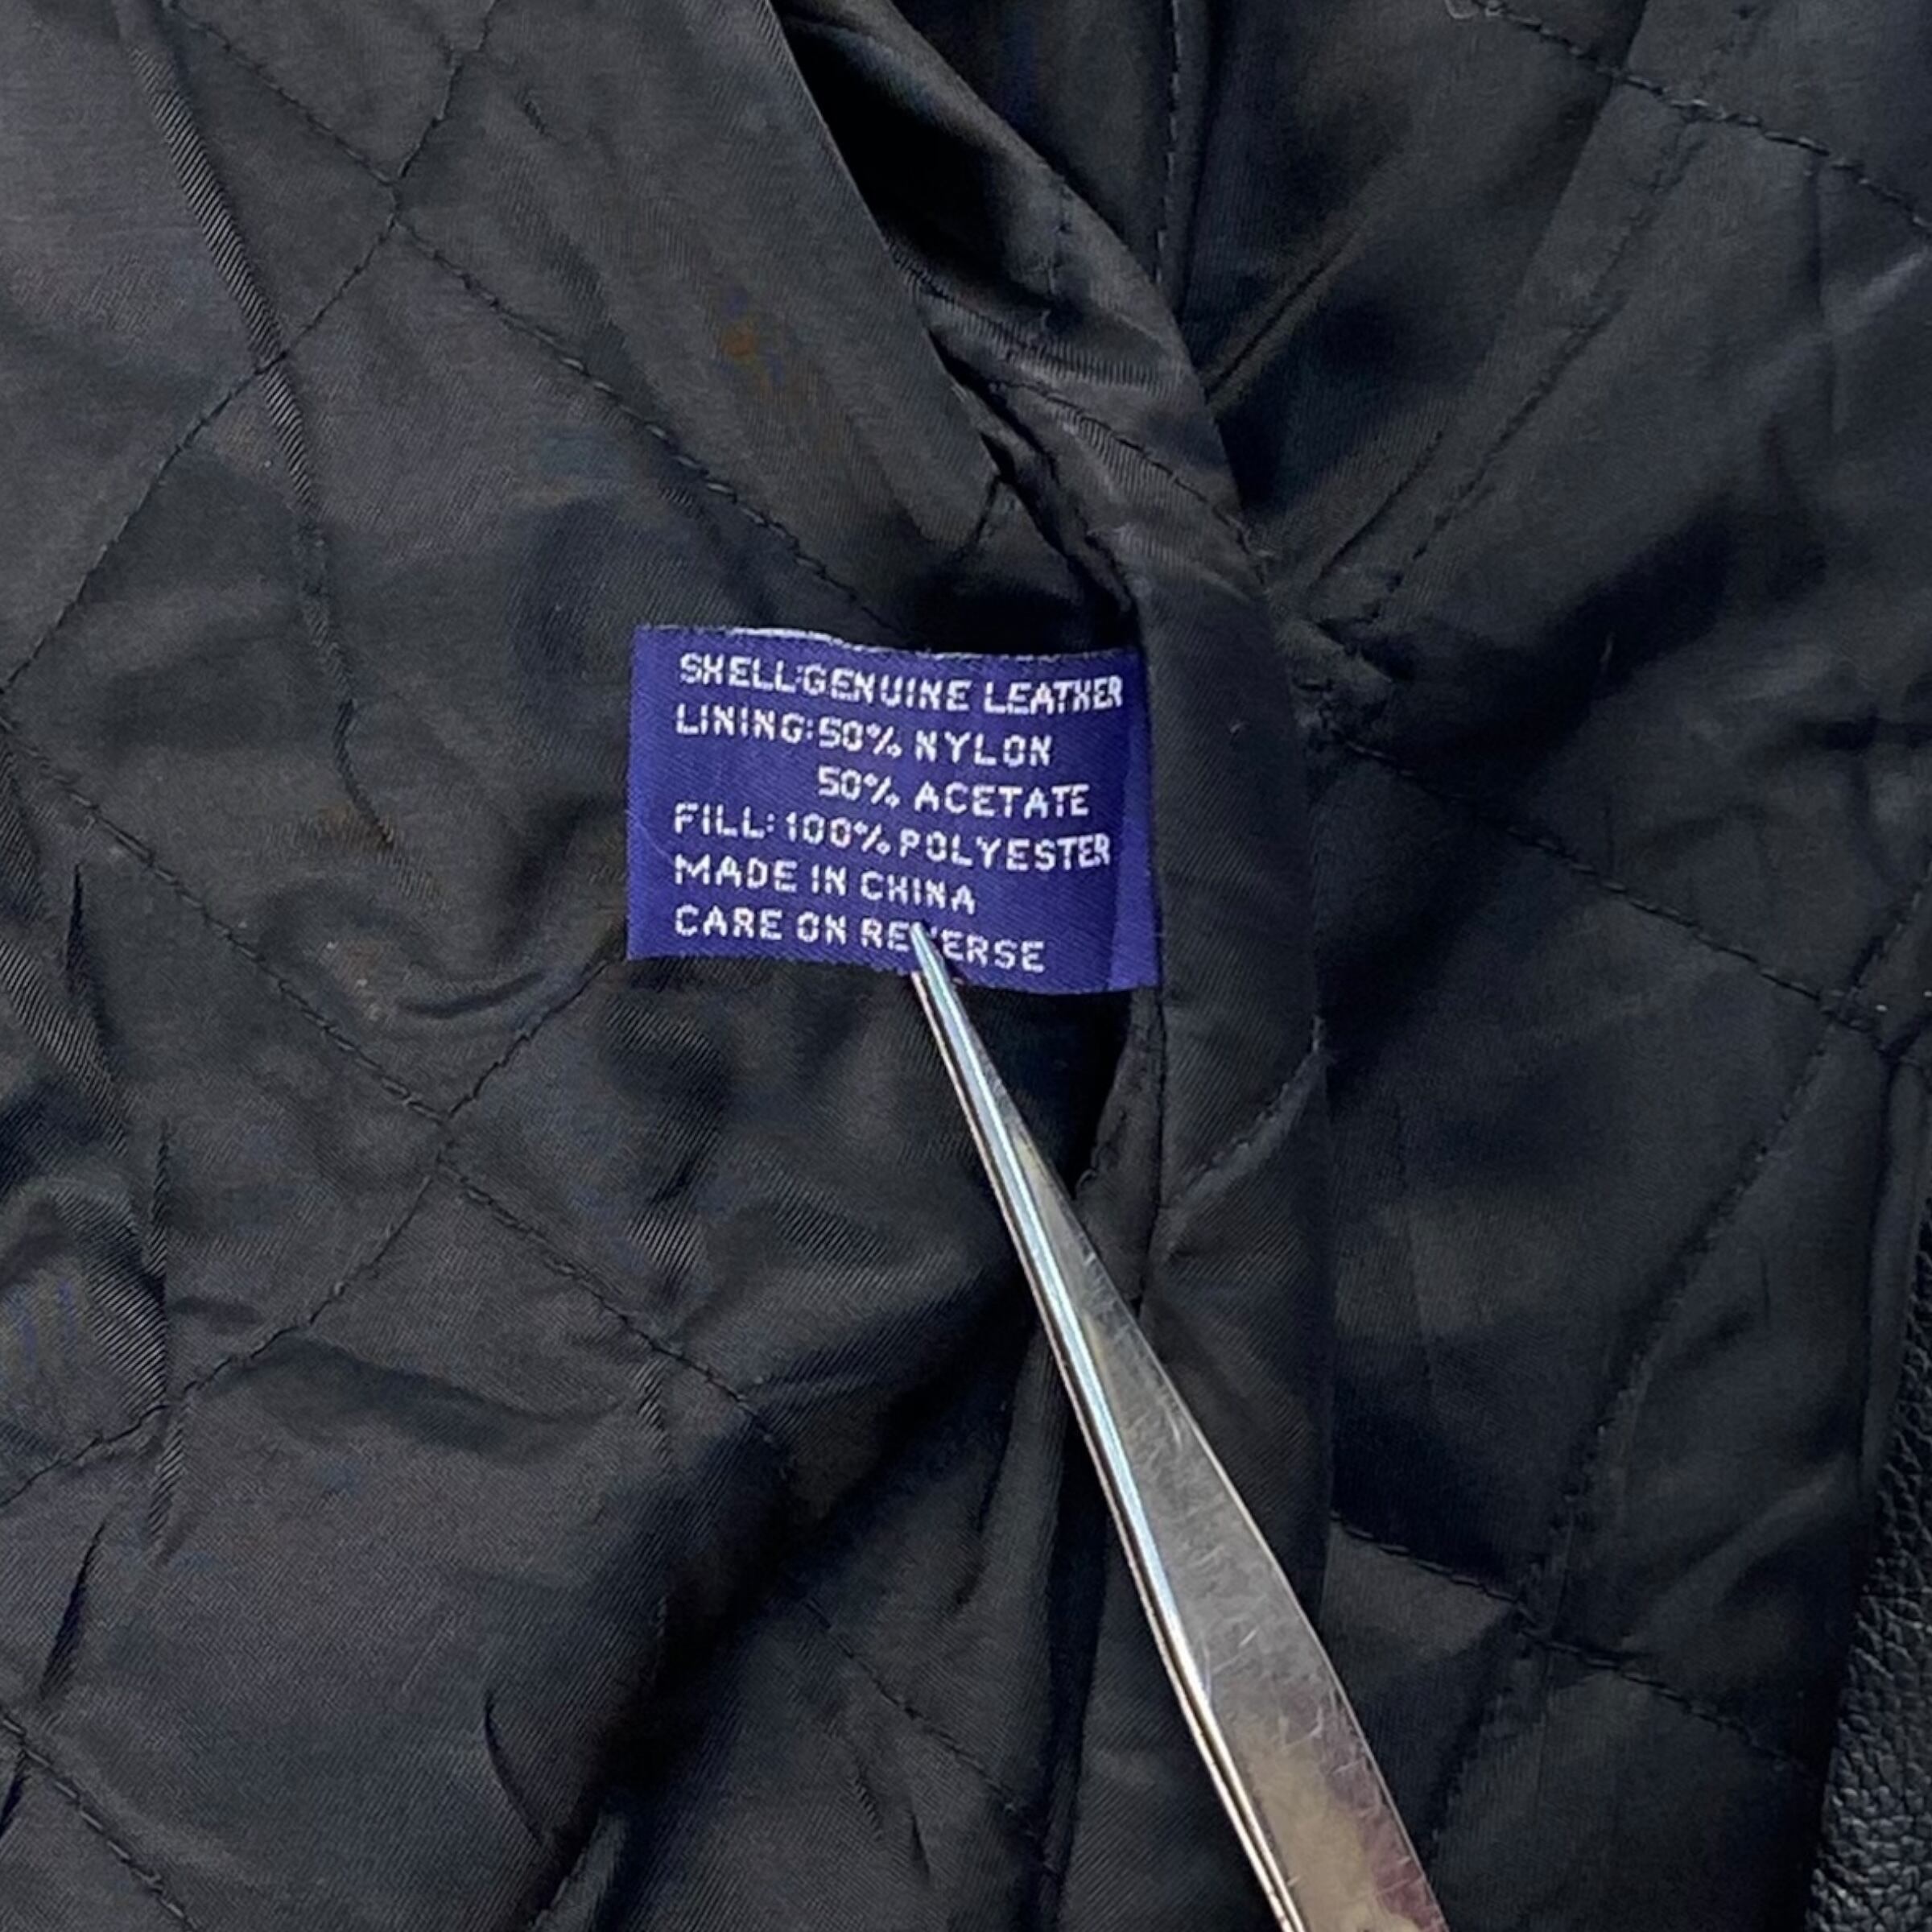 SHELL:GENUINE LEATHER
LINING:50% NYLON
50% ACETATE
FILL:100% POLYESTER
MADE IN CHINA
CARE ON REVERSE